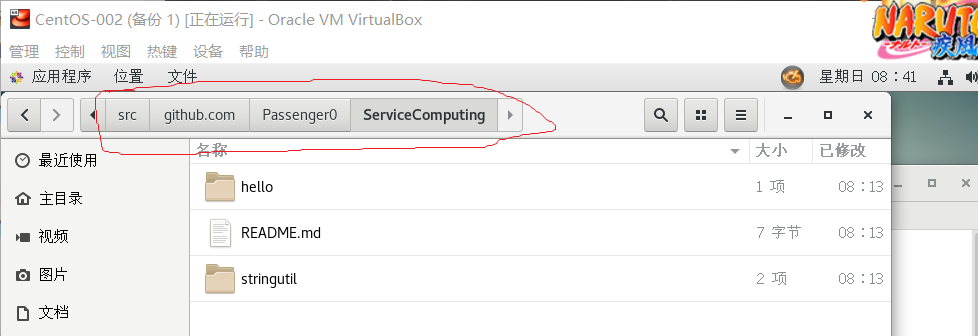 CentOS-002 (备份 1) [正在运行] - Oracle VM VirtualBox
管理 控制 视图 热键 设备 帮助
NARUTO
ナルト 疾風
应用程序 位置 文件 星期日 08:41
src github.com Passenger0 ServiceComputing
名称 大小 已修改
最近使用
hello 1 项 08:13
主目录
README.md 7 字节 08:13
视频
图片
stringutil 2 项 08:13
文档